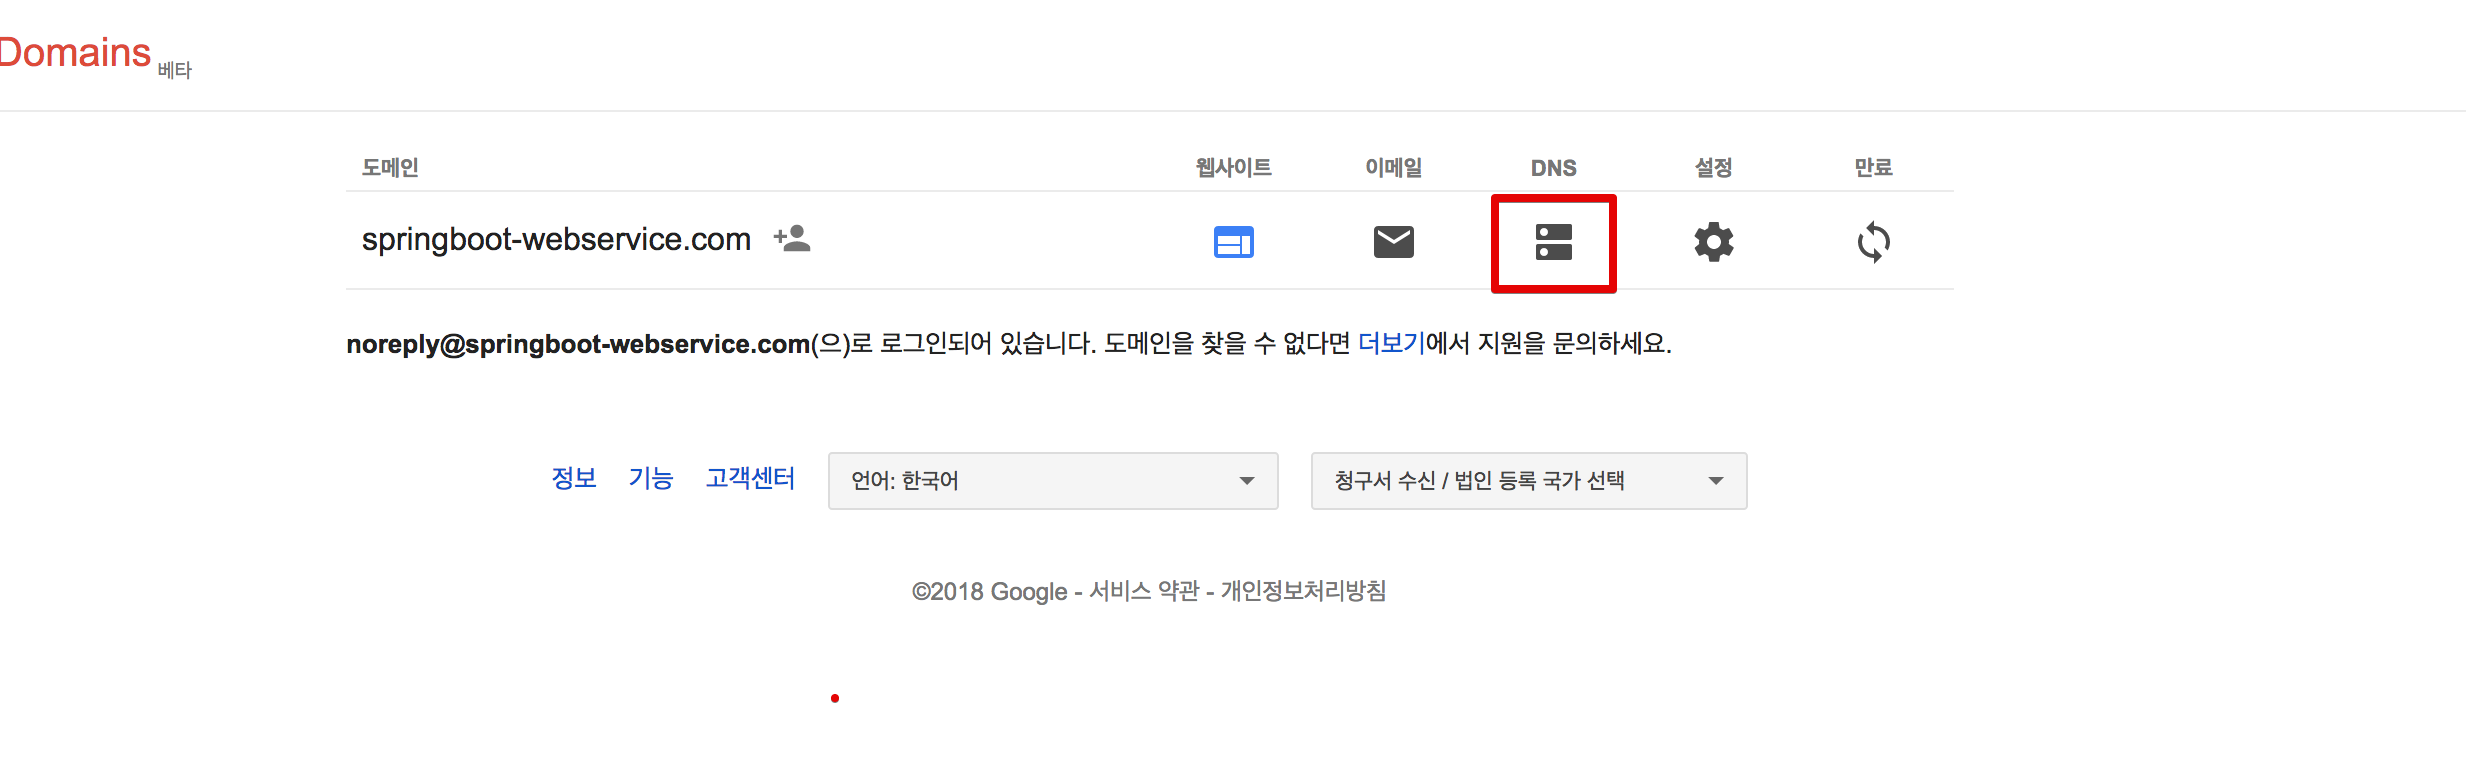 Domains 베타
도메인 웹사이트 이메일 DNS 설정 만료
springboot-webservice.com
noreply@springboot-webservice.com(으)로 로그인되어 있습니다. 도메인을 찾을 수 없다면 더보기에서 지원을 문의하세요.
정보 기능 고객센터 언어: 한국어 청구서 수신 / 법인 등록 국가 선택
©2018 Google - 서비스 약관 - 개인정보처리방침